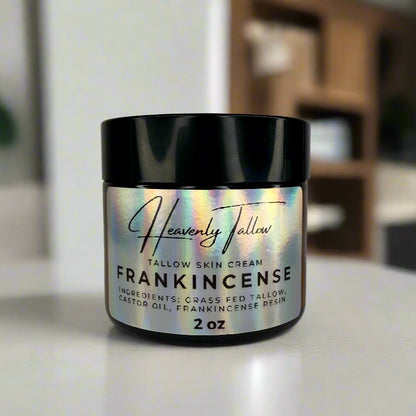 Heavenly Tallow
TALLOW SKIN CREAM
FRANKINCENSE
INGREDIENTS: GRASS FED TALLOW,
CASTOR OIL, FRANKINCENSE RESIN
2 oz